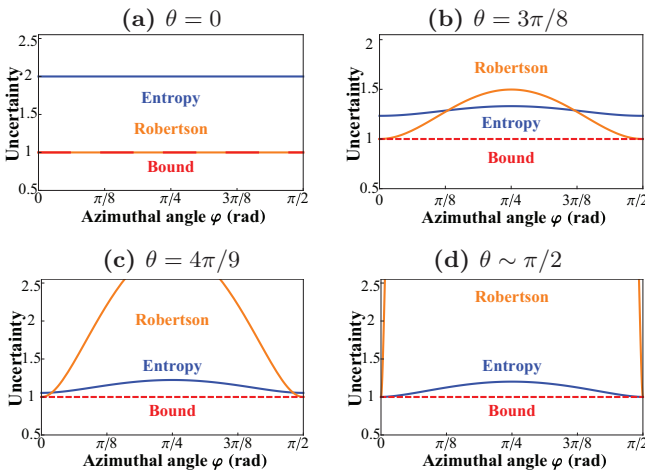 (a) θ = 0
2.5
2
1.5
1
0.5
Uncertainty
Entropy
Robertson
Bound
0 π/8 π/4 3π/8 π/2
Azimuthal angle φ (rad)
(b) θ = 3π/8
2
1.5
1
0.5
Uncertainty
Robertson
Entropy
Bound
0 π/8 π/4 3π/8 π/2
Azimuthal angle φ (rad)
(c) θ = 4π/9
2.5
2
1.5
1
0.5
Uncertainty
Robertson
Entropy
Bound
0 π/8 π/4 3π/8 π/2
Azimuthal angle φ (rad)
(d) θ ∼ π/2
2.5
2
1.5
1
0.5
Uncertainty
Robertson
Entropy
Bound
0 π/8 π/4 3π/8 π/2
Azimuthal angle φ (rad)